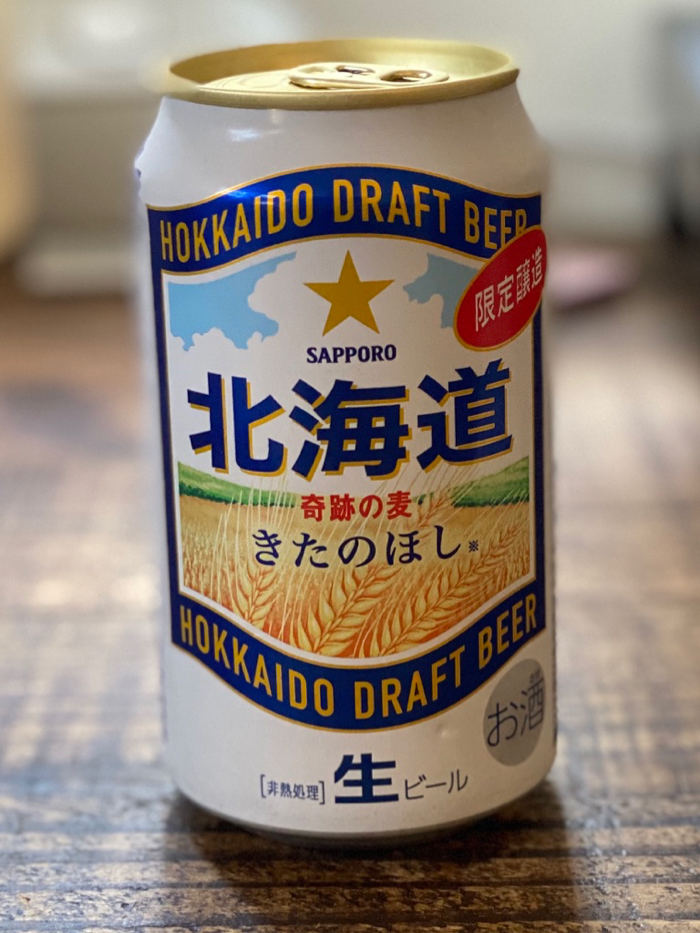 HOKKAIDO DRAFT BEER
限定醸造
SAPPORO
北海道
奇跡の麦
きたのほし※
HOKKAIDO DRAFT BEER
お酒
[非熱処理] 生ビール